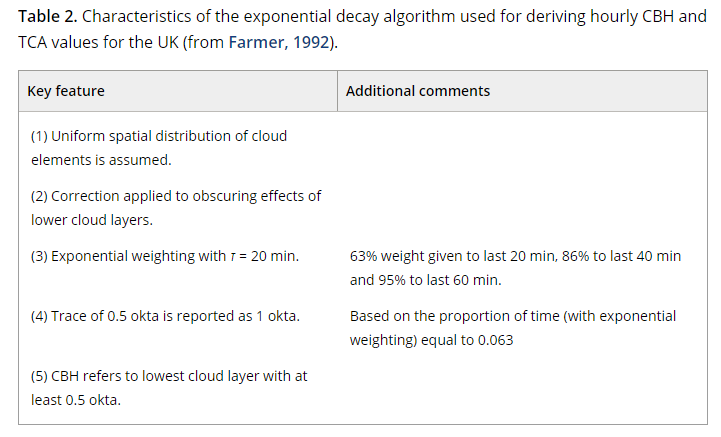 Table 2. Characteristics of the exponential decay algorithm used for deriving hourly CBH and
TCA values for the UK (from Farmer, 1992).
Key feature
Additional comments
(1) Uniform spatial distribution of cloud
elements is assumed.
(2) Correction applied to obscuring effects of
lower cloud layers.
(3) Exponential weighting with τ = 20 min.
63% weight given to last 20 min, 86% to last 40 min
and 95% to last 60 min.
(4) Trace of 0.5 okta is reported as 1 okta.
Based on the proportion of time (with exponential
weighting) equal to 0.063
(5) CBH refers to lowest cloud layer with at
least 0.5 okta.